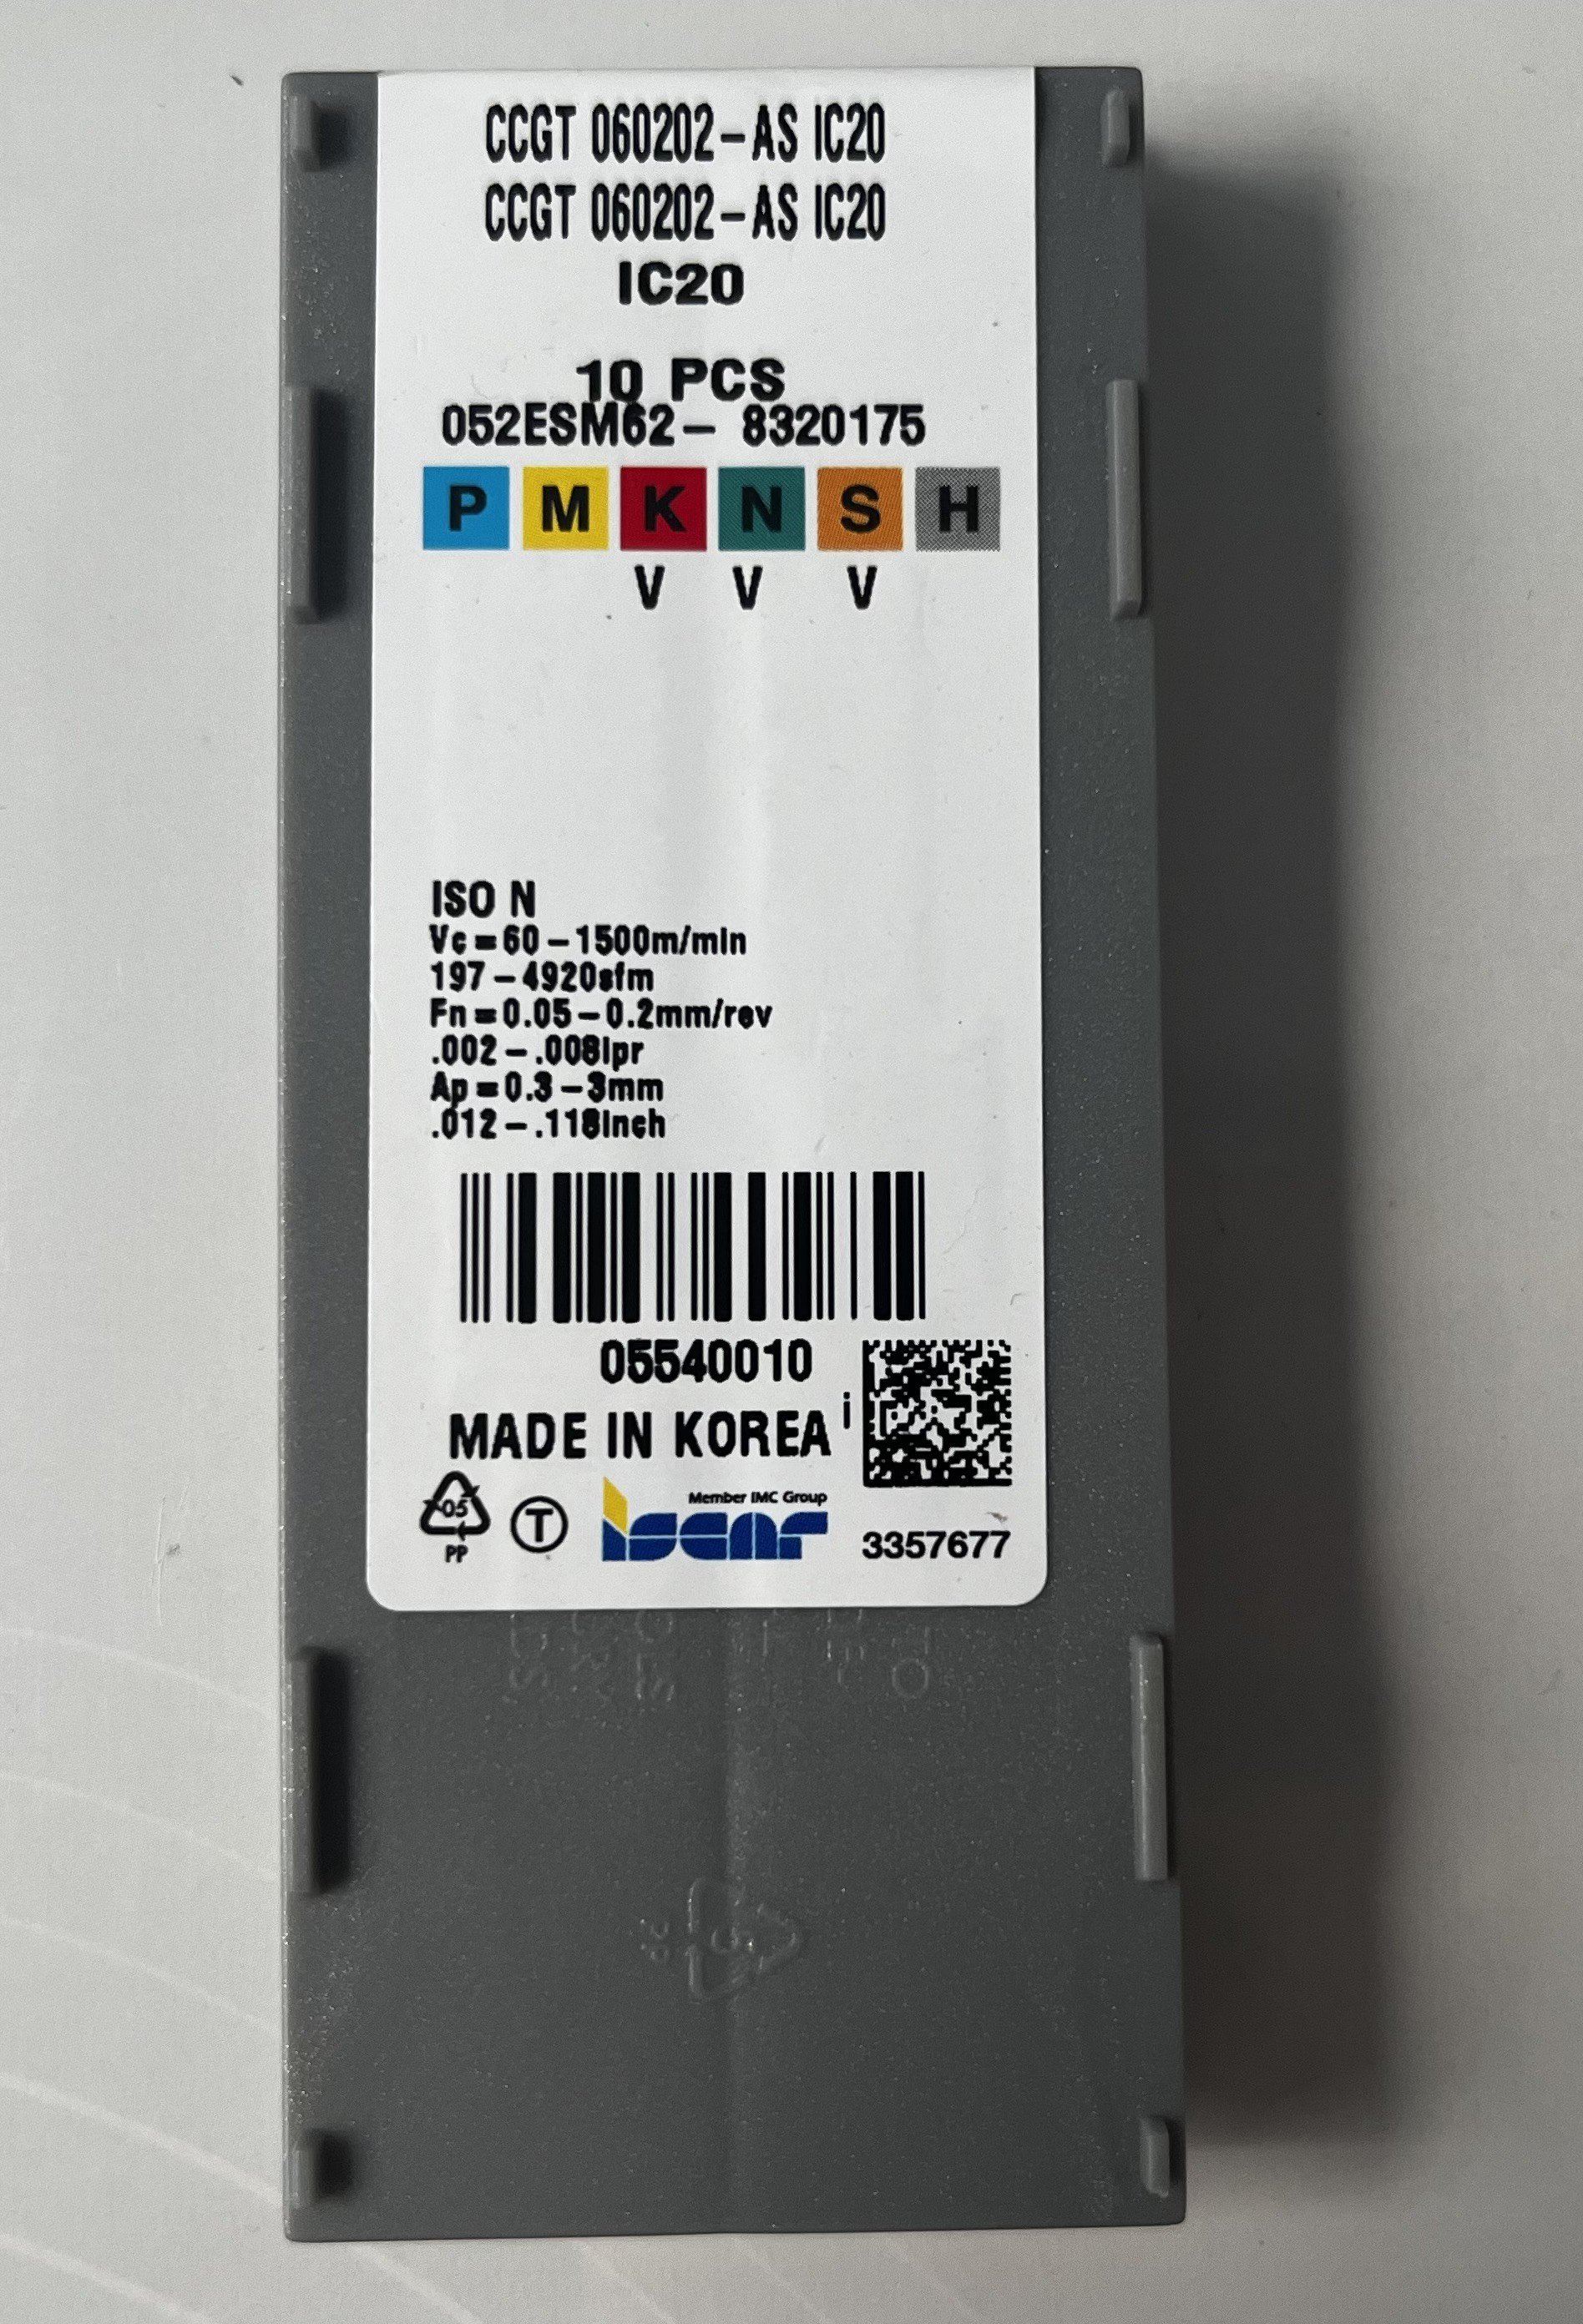 CCGT 060202-AS IC20
CCGT 060202-AS IC20
IC20
10 PCS
052ESM62- 8320175
P M K N S H
V V V
ISO N
Vc=60-1500m/min
197-4920sfm
Fn=0.05-0.2mm/rev
.002-.008ipr
Ap=0.3-3mm
.012-.118inch
05540010
MADE IN KOREA i
05
PP
T
Member IMC Group
iscar
3357677